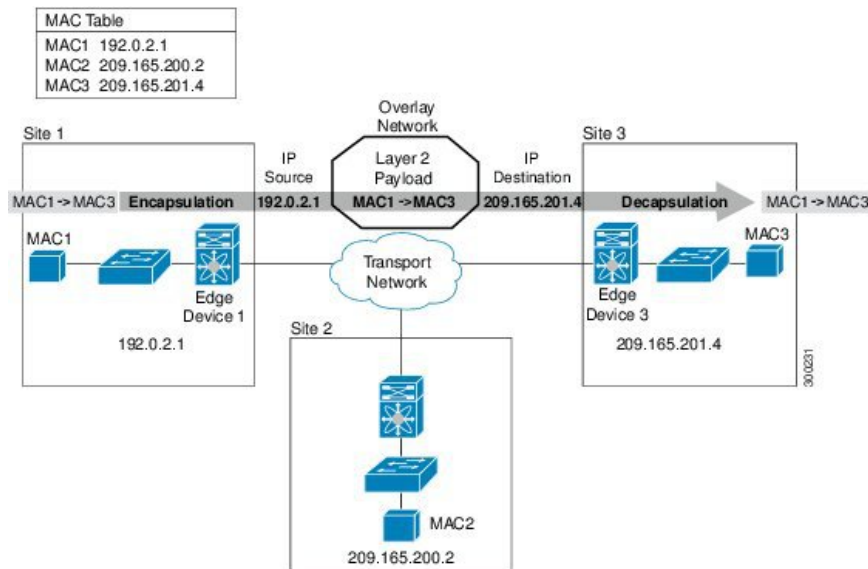 MAC Table
MAC1 192.0.2.1
MAC2 209.165.200.2
MAC3 209.165.201.4
Overlay
Network
Site 1
Site 3
IP
Source
Layer 2
Payload
IP
Destination
MAC1->MAC3
Encapsulation
192.0.2.1
MAC1->MAC3
209.165.201.4
Decapsulation
MAC1->MAC3
MAC1
MAC3
Transport
Network
Edge
Device 1
Edge
Device 3
192.0.2.1
Site 2
209.165.201.4
300231
MAC2
209.165.200.2